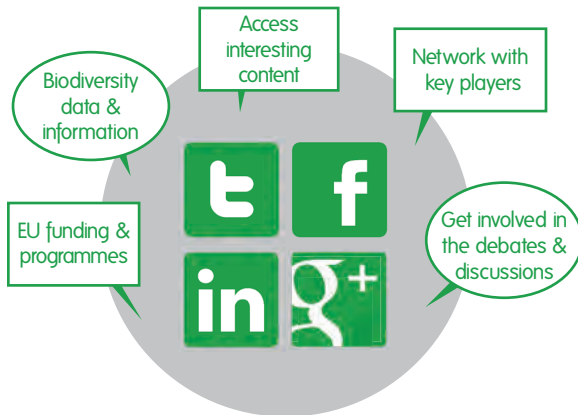 Access
interesting
content
Network with
key players
Biodiversity
data &
information
EU funding &
programmes
Get involved in
the debates &
discussions
t
f
in
g+